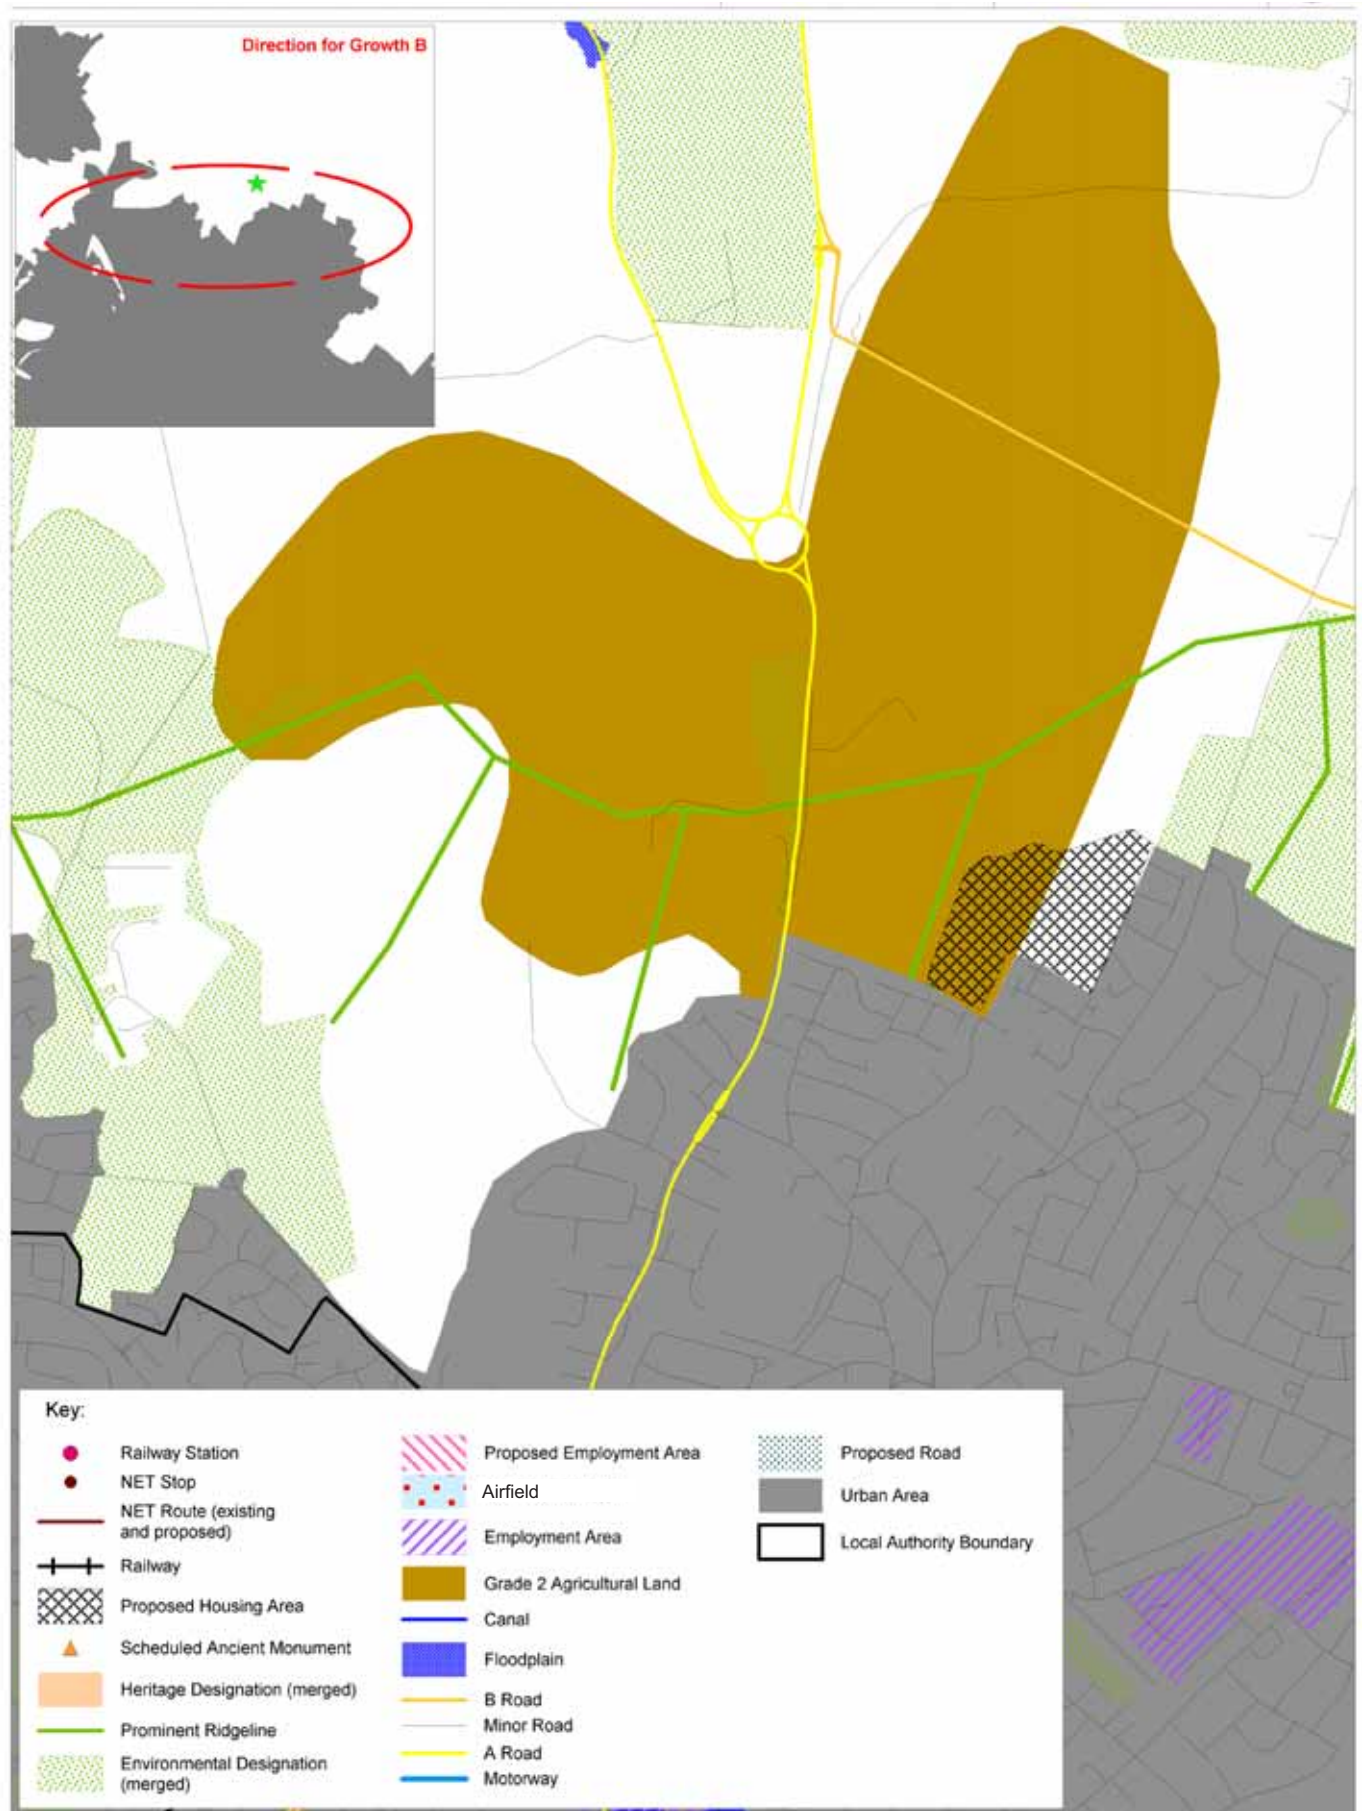 Direction for Growth B
Key:
Railway Station
NET Stop
NET Route (existing
and proposed)
Railway
Proposed Housing Area
Scheduled Ancient Monument
Heritage Designation (merged)
Prominent Ridgeline
Environmental Designation
(merged)
Proposed Employment Area
Airfield
Employment Area
Grade 2 Agricultural Land
Canal
Floodplain
B Road
Minor Road
A Road
Motorway
Proposed Road
Urban Area
Local Authority Boundary